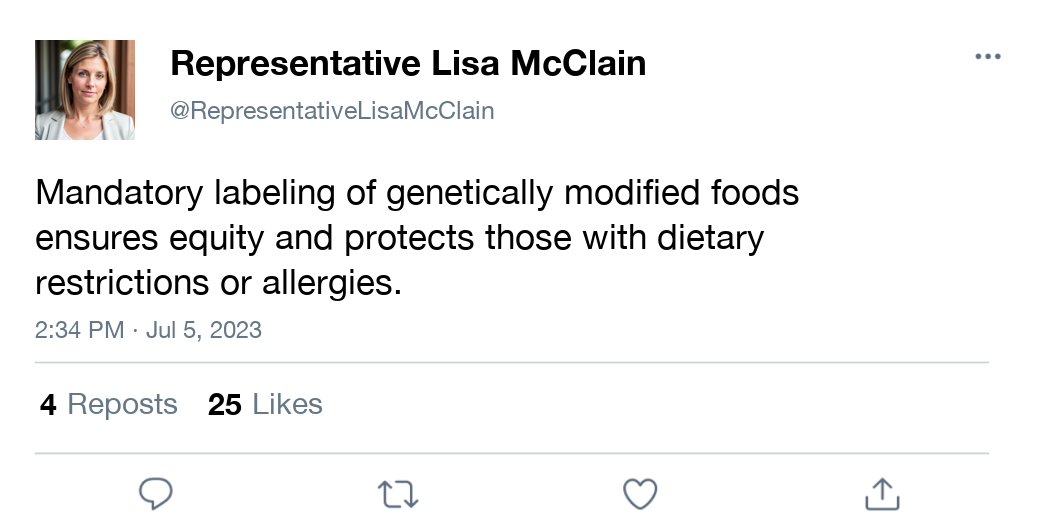 Representative Lisa McClain
@RepresentativeLisaMcClain
Mandatory labeling of genetically modified foods
ensures equity and protects those with dietary
restrictions or allergies.
2:34 PM · Jul 5, 2023
4 Reposts 25 Likes